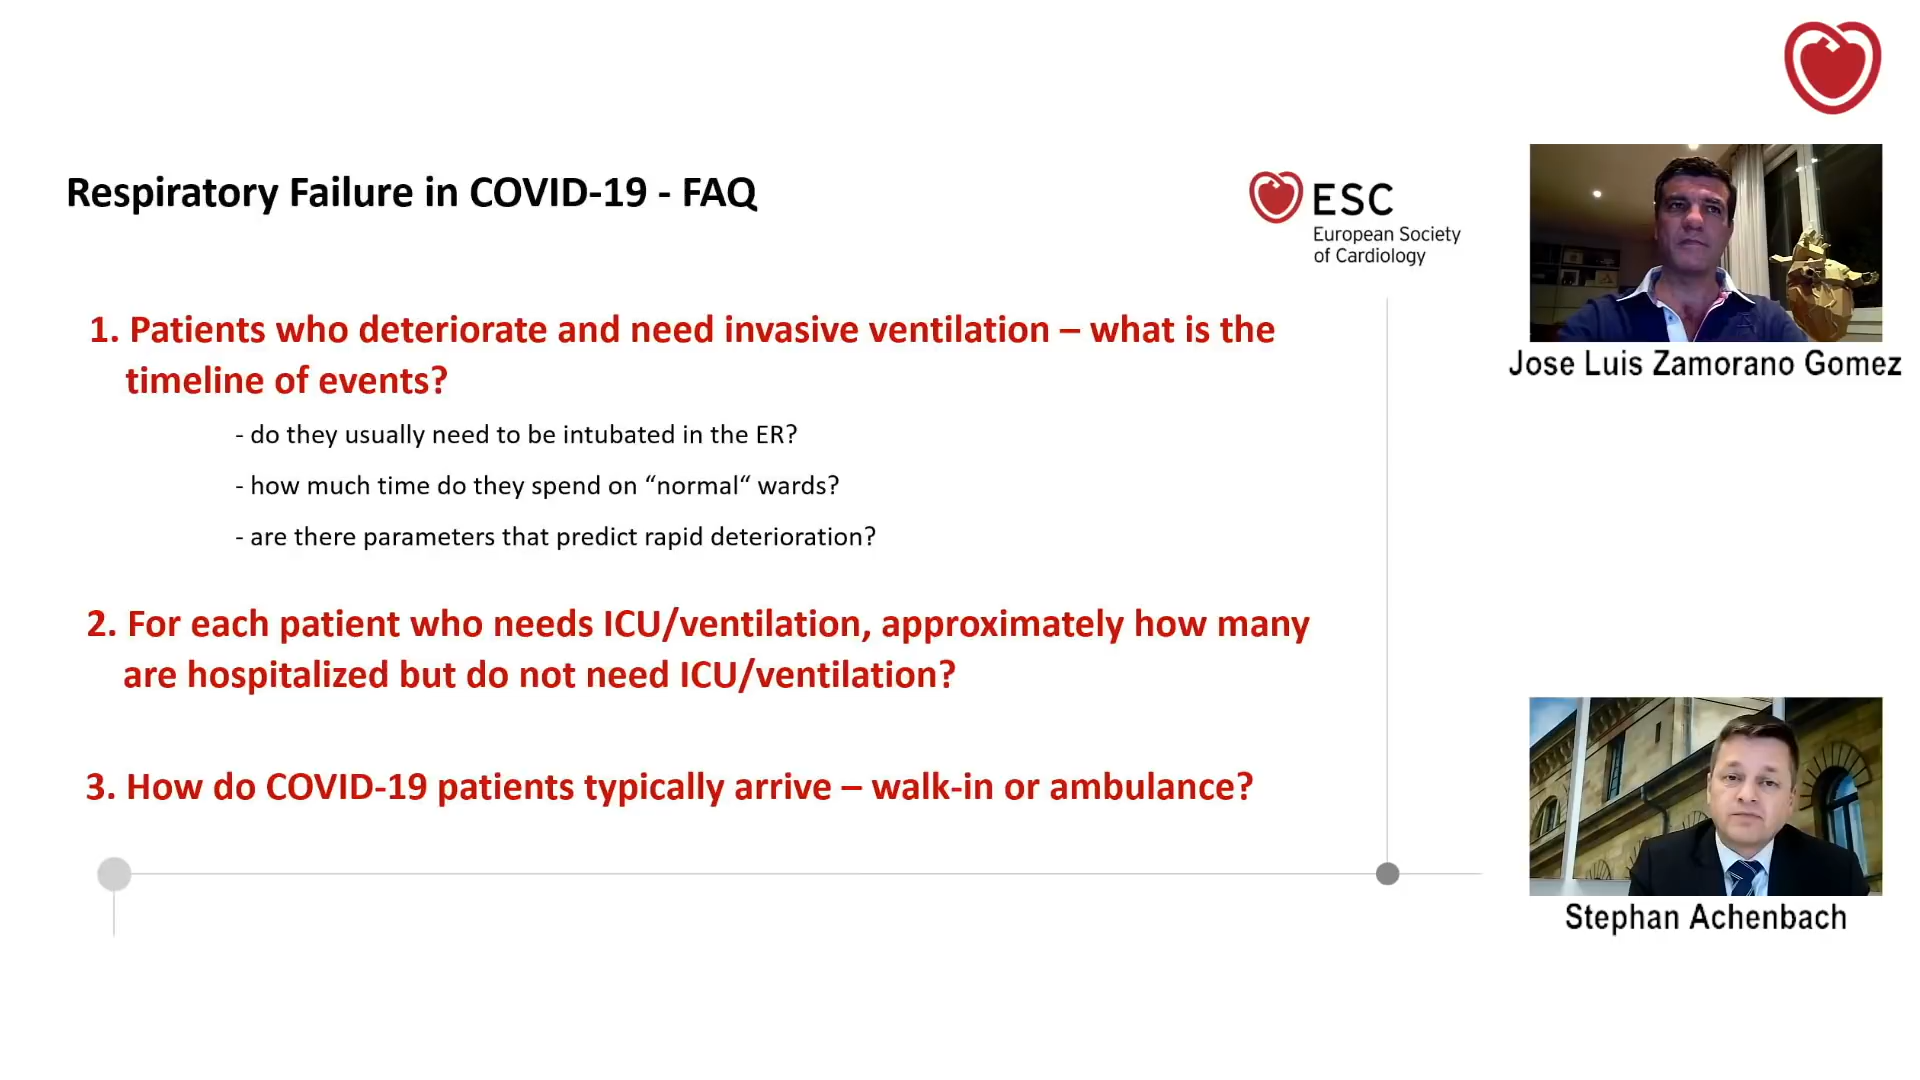 Respiratory Failure in COVID-19 - FAQ
ESC
European Society
of Cardiology
1. Patients who deteriorate and need invasive ventilation – what is the
timeline of events?
- do they usually need to be intubated in the ER?
- how much time do they spend on “normal“ wards?
- are there parameters that predict rapid deterioration?
2. For each patient who needs ICU/ventilation, approximately how many
are hospitalized but do not need ICU/ventilation?
3. How do COVID-19 patients typically arrive – walk-in or ambulance?
Jose Luis Zamorano Gomez
Stephan Achenbach